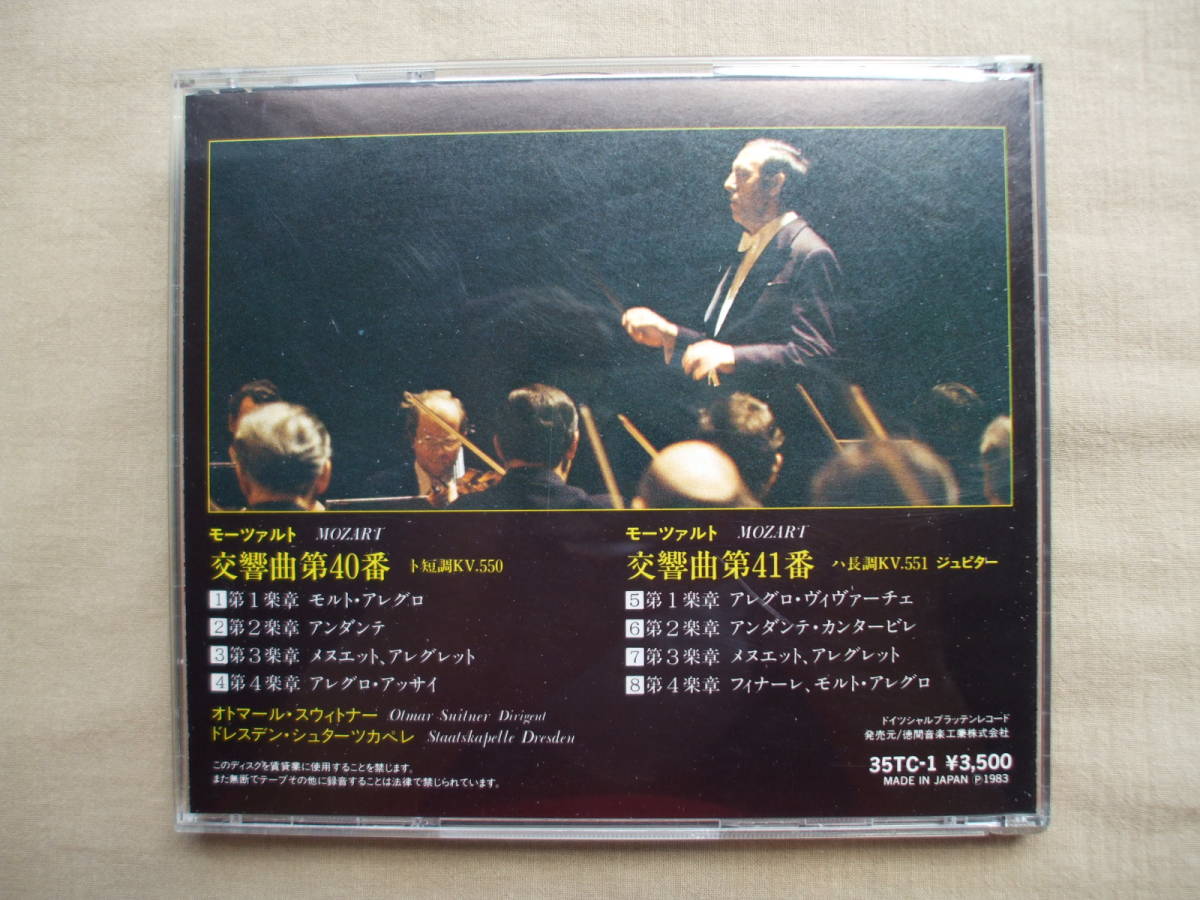 モーツァルト MOZART
交響曲第40番 ト短調KV.550
1 第1楽章 モルト・アレグロ
2 第2楽章 アンダンテ
3 第3楽章 メヌエット、アレグレット
4 第4楽章 アレグロ・アッサイ
オトマール・スウィトナー Otmar Suitner Dirigent
ドレスデン・シュターツカペレ Staatskapelle Dresden
このディスクを賃貸業に使用することを禁じます。
また無断でテープその他に録音することは法律で禁じられています。
モーツァルト MOZART
交響曲第41番 ハ長調KV.551 ジュピター
5 第1楽章 アレグロ・ヴィヴァーチェ
6 第2楽章 アンダンテ・カンタービレ
7 第3楽章 メヌエット、アレグレット
8 第4楽章 フィナーレ、モルト・アレグロ
ドイツシャルプラッテンレコード
発売元/徳間音楽工業株式会社
35TC-1 ¥3,500
MADE IN JAPAN Ⓟ1983